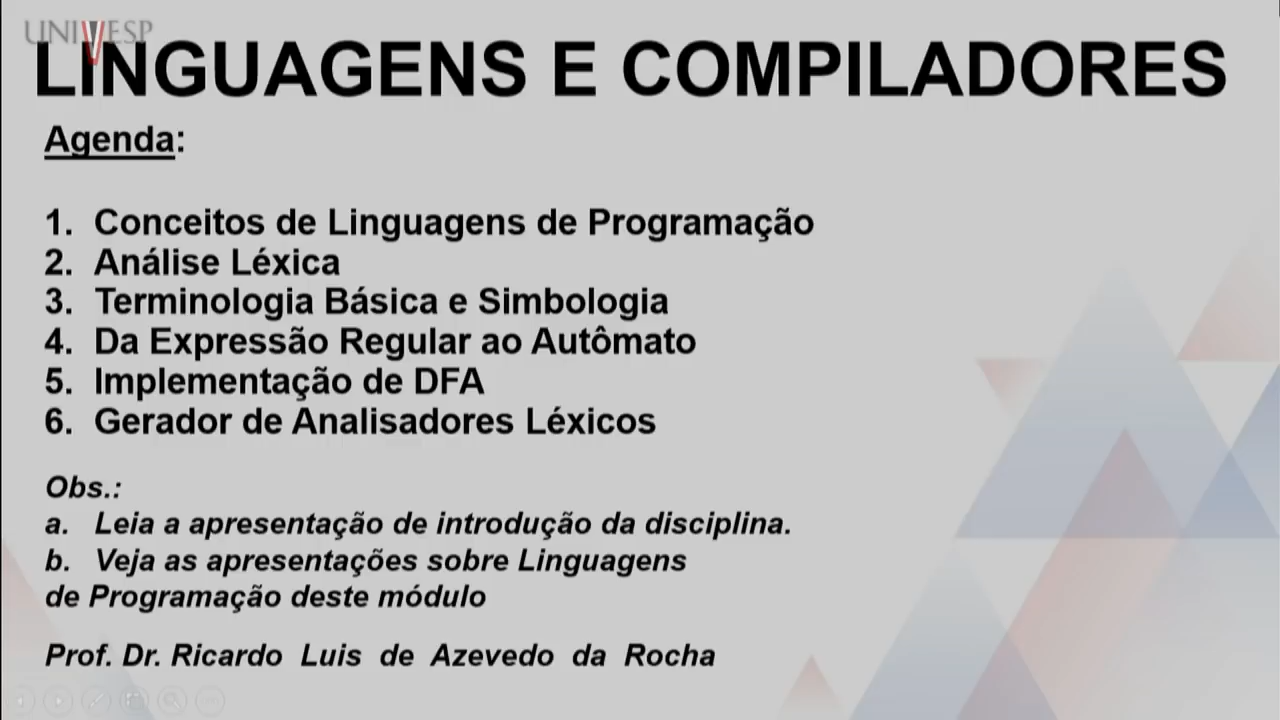 UNIVESP
LINGUAGENS E COMPILADORES
Agenda:
1. Conceitos de Linguagens de Programação
2. Análise Léxica
3. Terminologia Básica e Simbologia
4. Da Expressão Regular ao Autômato
5. Implementação de DFA
6. Gerador de Analisadores Léxicos
Obs.:
a. Leia a apresentação de introdução da disciplina.
b. Veja as apresentações sobre Linguagens
de Programação deste módulo
Prof. Dr. Ricardo Luis de Azevedo da Rocha